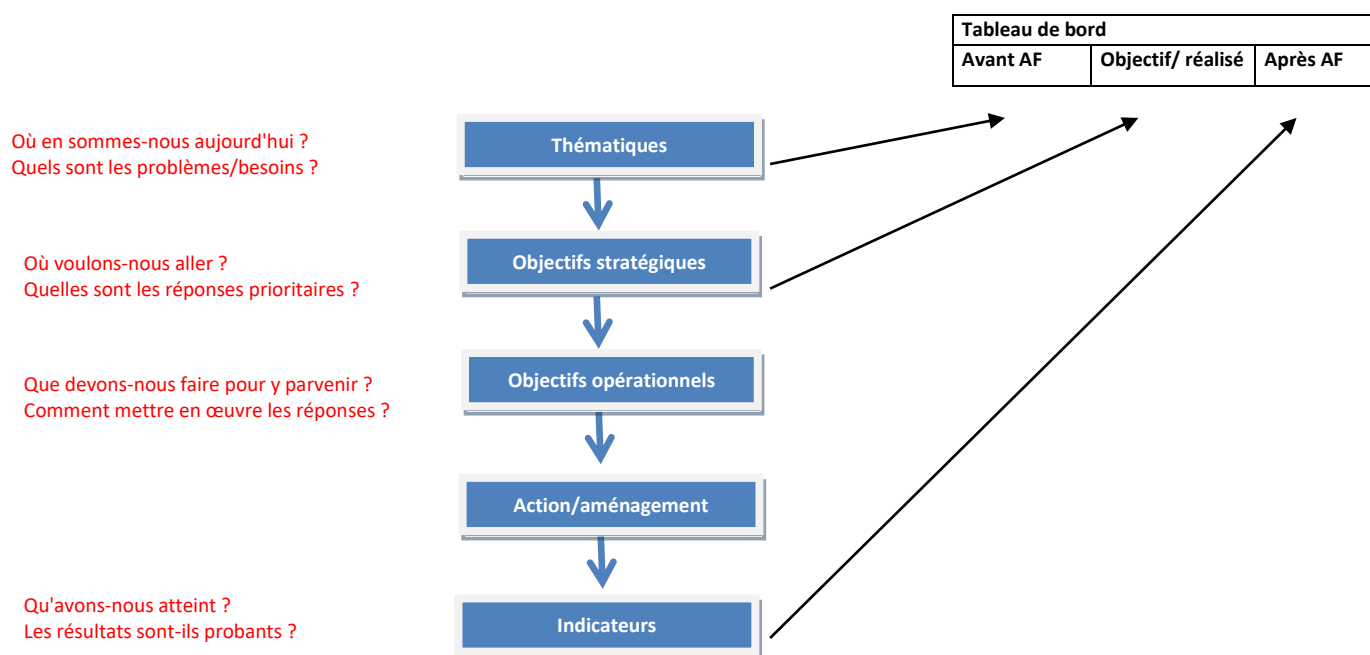 Tableau de bord
Avant AF
Objectif/ réalisé
Après AF
Où en sommes-nous aujourd'hui ?
Quels sont les problèmes/besoins ?
Thématiques
Où voulons-nous aller ?
Quelles sont les réponses prioritaires ?
Objectifs stratégiques
Que devons-nous faire pour y parvenir ?
Comment mettre en œuvre les réponses ?
Objectifs opérationnels
Action/aménagement
Qu'avons-nous atteint ?
Les résultats sont-ils probants ?
Indicateurs